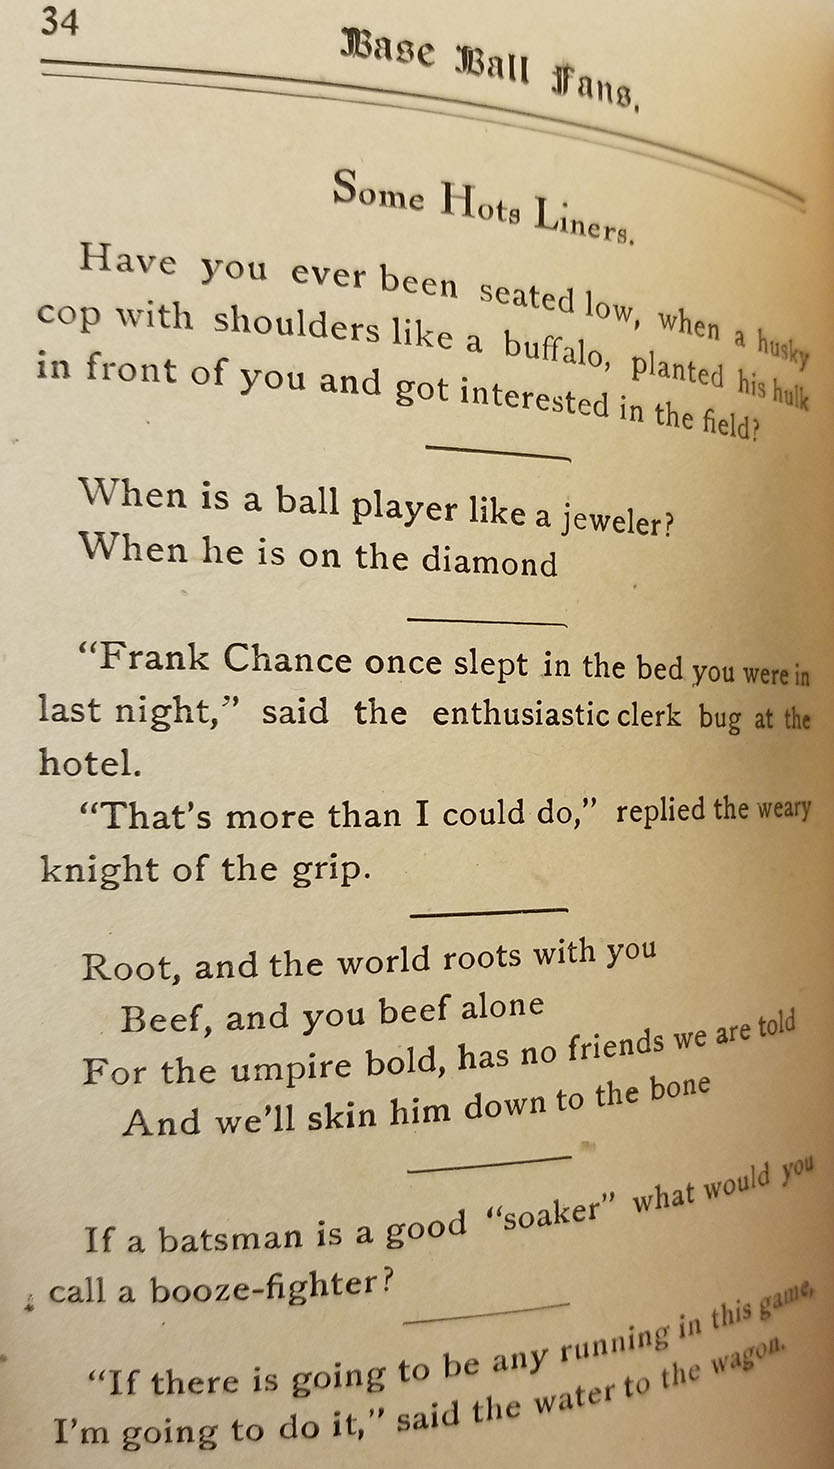 34
Base Ball Fans.
Some Hots Liners.
Have you ever been seated low, when a husky
cop with shoulders like a buffalo, planted his hulk
in front of you and got interested in the field?
When is a ball player like a jeweler?
When he is on the diamond
“Frank Chance once slept in the bed you were in
last night,” said the enthusiastic clerk bug at the
hotel.
“That's more than I could do,” replied the weary
knight of the grip.
Root, and the world roots with you
Beef, and you beef alone
For the umpire bold, has no friends we are told
And we'll skin him down to the bone
If a batsman is a good “soaker” what would you
call a booze-fighter?
“If there is going to be any running in this game,
I'm going to do it,” said the water to the wagon.